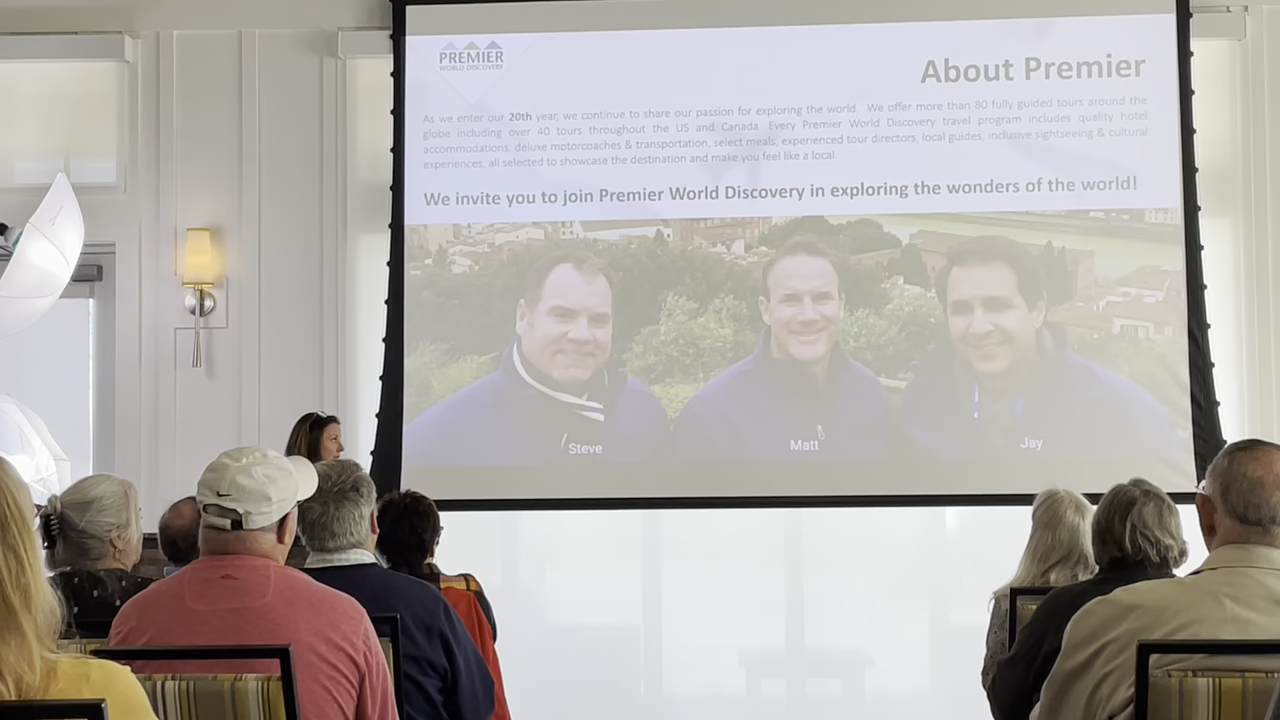 PREMIER
WORLD DISCOVERY
About Premier
As we enter our 20th year, we continue to share our passion for exploring the world. We offer more than 80 fully guided tours around the
globe including over 40 tours throughout the US and Canada Every Premier World Discovery travel program includes quality hotel
accommodations, deluxe motorcoaches & transportation, select meals, experienced tour directors, local guides, inclusive sightseeing & cultural
experiences, all selected to showcase the destination and make you feel like a local.
We invite you to join Premier World Discovery in exploring the wonders of the world!
Steve
Matt
Jay